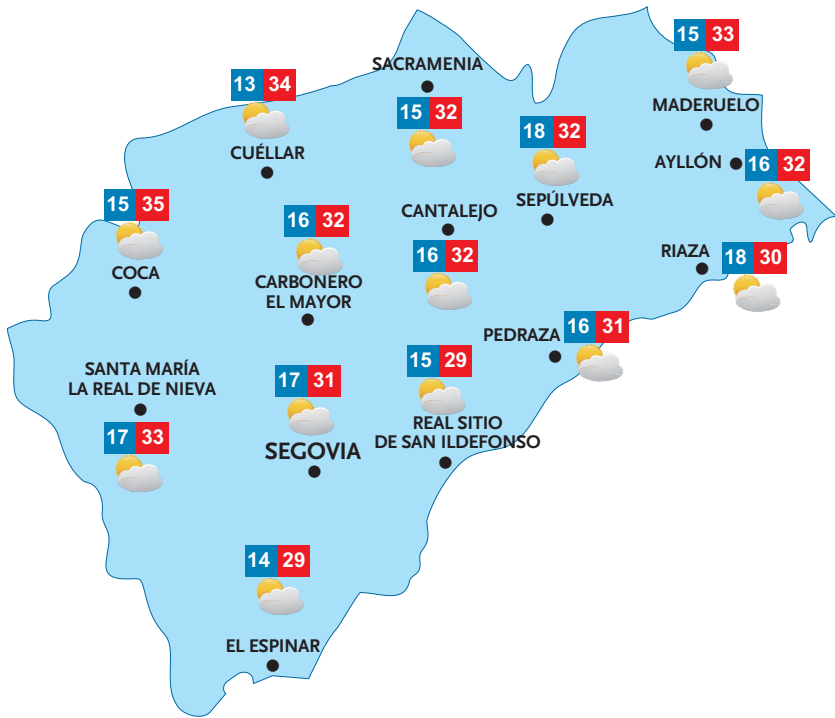 15 33
MADERUELO
SACRAMENIA
15 32
13 34
CUÉLLAR
18 32
SEPÚLVEDA
AYLLÓN
16 32
15 35
COCA
16 32
CARBONERO
EL MAYOR
CANTALEJO
16 32
RIAZA
18 30
PEDRAZA
16 31
SANTA MARÍA
LA REAL DE NIEVA
17 33
17 31
SEGOVIA
15 29
REAL SITIO
DE SAN ILDEFONSO
14 29
EL ESPINAR